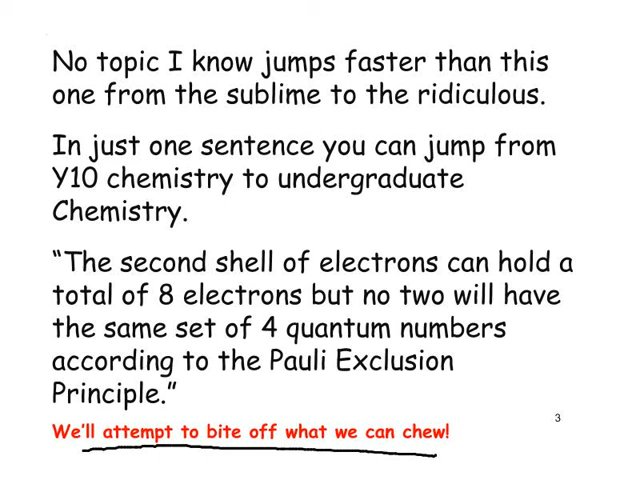 No topic I know jumps faster than this
one from the sublime to the ridiculous.
In just one sentence you can jump from
Y10 chemistry to undergraduate
Chemistry.
“The second shell of electrons can hold a
total of 8 electrons but no two will have
the same set of 4 quantum numbers
according to the Pauli Exclusion
Principle.”
3
We’ll attempt to bite off what we can chew!